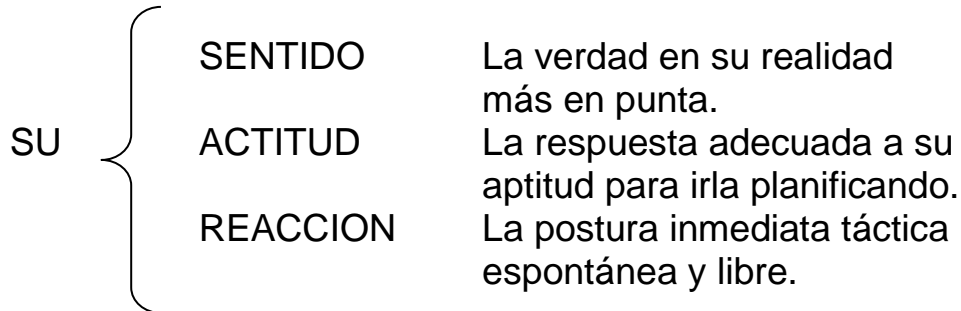 SENTIDO La verdad en su realidad
más en punta.
SU ACTITUD La respuesta adecuada a su
aptitud para irla planificando.
REACCION La postura inmediata táctica
espontánea y libre.